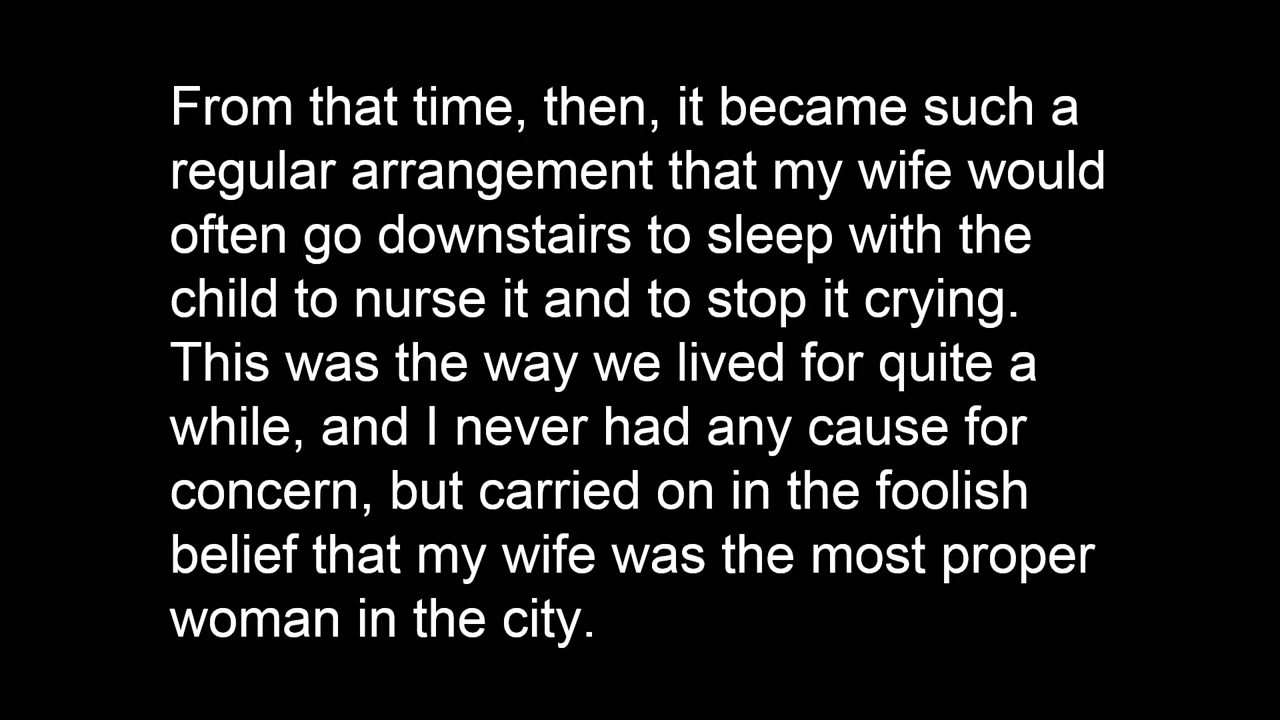 From that time, then, it became such a
regular arrangement that my wife would
often go downstairs to sleep with the
child to nurse it and to stop it crying.
This was the way we lived for quite a
while, and I never had any cause for
concern, but carried on in the foolish
belief that my wife was the most proper
woman in the city.